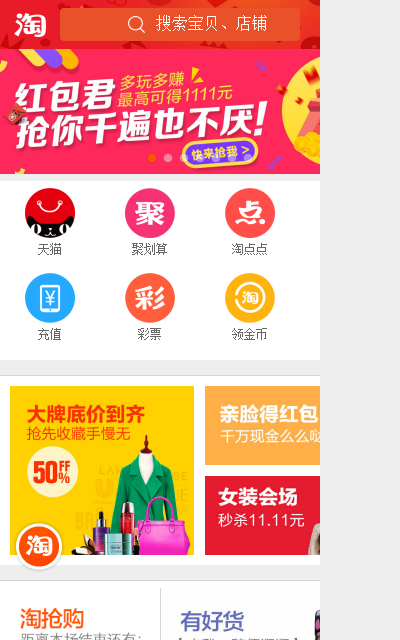 淘
搜索宝贝、店铺
红包君
多玩多赚
最高可得1111元
抢你千遍也不厌!
快来抢我 >
聚
点
天猫
聚划算
淘点点
¥
彩
淘
充值
彩票
领金币
大牌底价到齐
抢先收藏手慢无
50%FF
亲脸得红包
千万现金么么哒
女装会场
秒杀11.11元
淘
淘抢购
有好货
距离本场结束还有: